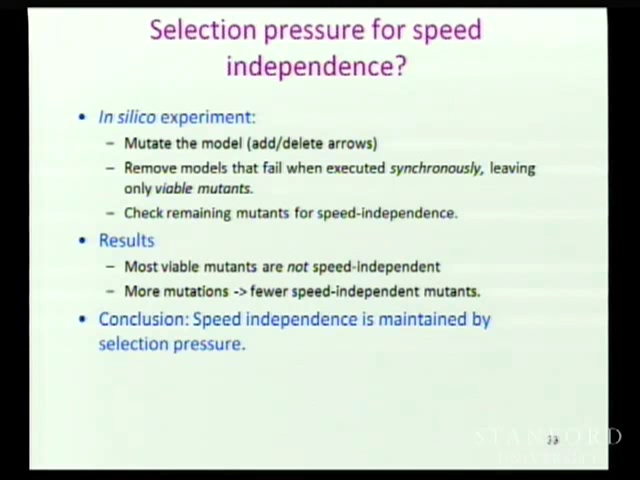 Selection pressure for speed
independence?
• In silico experiment:
– Mutate the model (add/delete arrows)
– Remove models that fail when executed synchronously, leaving
only viable mutants.
– Check remaining mutants for speed-independence.
• Results
– Most viable mutants are not speed-independent
– More mutations -> fewer speed-independent mutants.
• Conclusion: Speed independence is maintained by
selection pressure.
STANFORD
UNIVERSITY